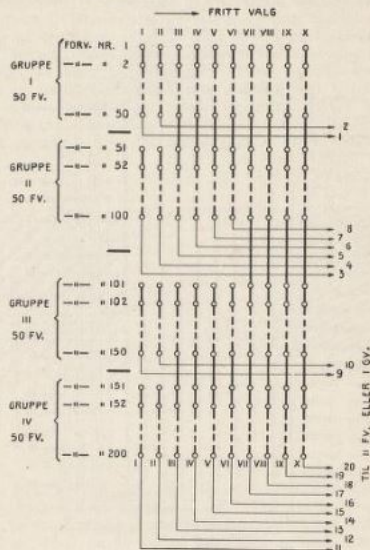 FRITT VALG
I II III IV V VI VII VIII IX X
FORV. NR. 1
GRUPPE I 50 FV.
—"— " 2
—"— " 50
2
1
—"— " 51
GRUPPE II 50 FV.
—"— " 52
—"— " 100
8
7
6
5
4
3
—"— " 101
GRUPPE III 50 FV.
—"— " 102
—"— " 150
10
9
—"— " 151
GRUPPE IV 50 FV.
—"— " 152
—"— " 200
I II III IV V VI VII VIII IX X
20
19
18
17
16
15
14
13
12
11
TIL II FV. ELLER I GV.